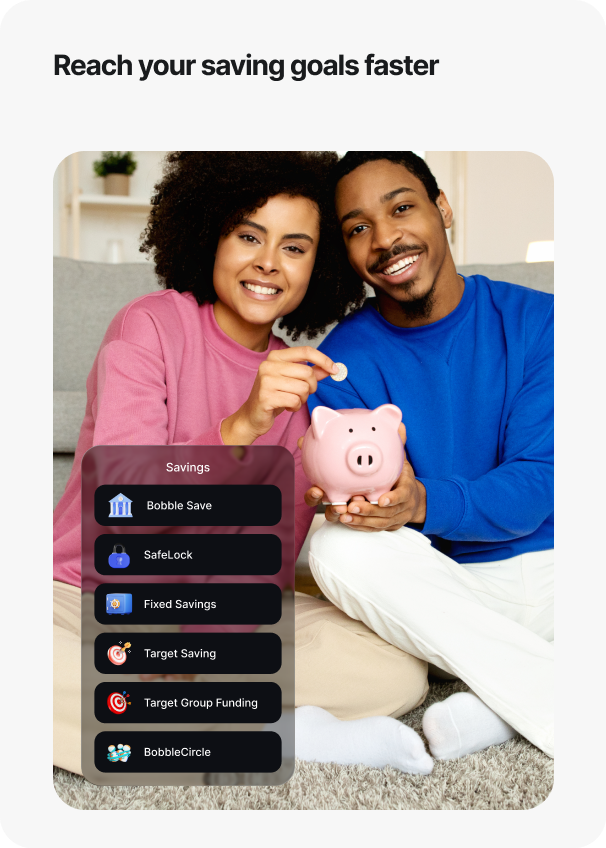 Reach your saving goals faster
Savings
Bobble Save
SafeLock
Fixed Savings
Target Saving
Target Group Funding
BobbleCircle